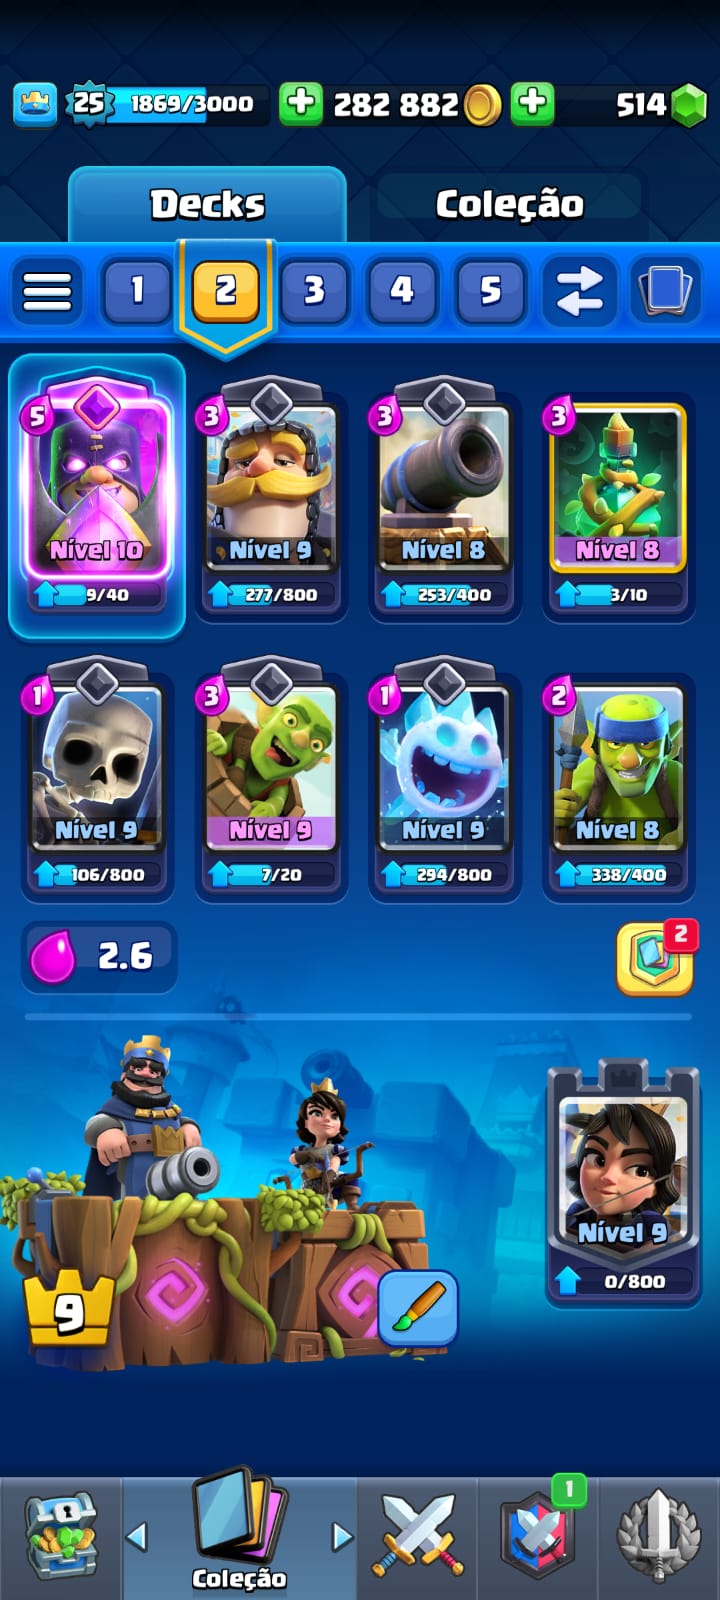 25 1869/3000 282 882 514
Decks Coleção
1 2 3 4 5
5 3 3 3
Nível 10 Nível 9 Nível 8 Nível 8
9/40 277/800 253/400 3/10
1 3 1 2
Nível 9 Nível 9 Nível 9 Nível 8
106/800 7/20 294/800 338/400
2.6 2
Nível 9
9 0/800
1
Coleção